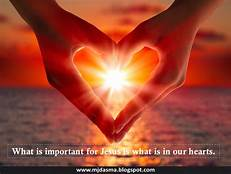 What is important for Jesus is what is in our hearts.
www.mjdasma.blogspot.com